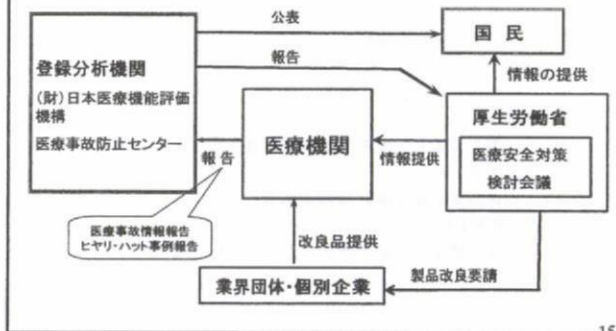 公表
国民
登録分析機関
(財)日本医療機能評価
機構
医療事故防止センター
報告
情報の提供
厚生労働省
医療安全対策
検討会議
医療機関
報告
情報提供
医療事故情報報告
ヒヤリ・ハット事例報告
改良品提供
製品改良要請
業界団体・個別企業
15